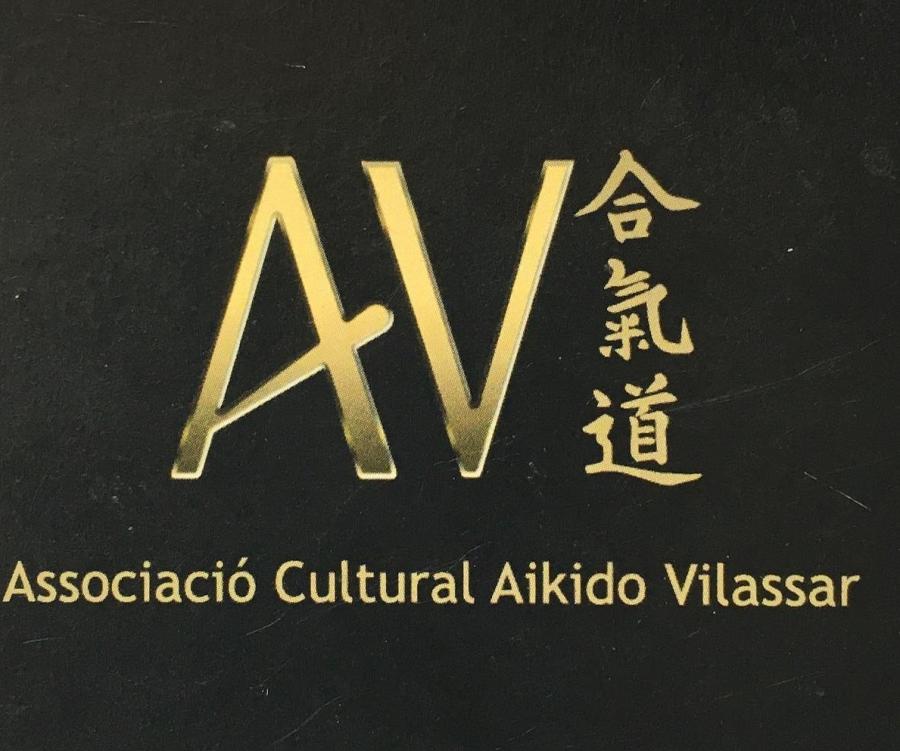 AV
合氣道
Associació Cultural Aikido Vilassar